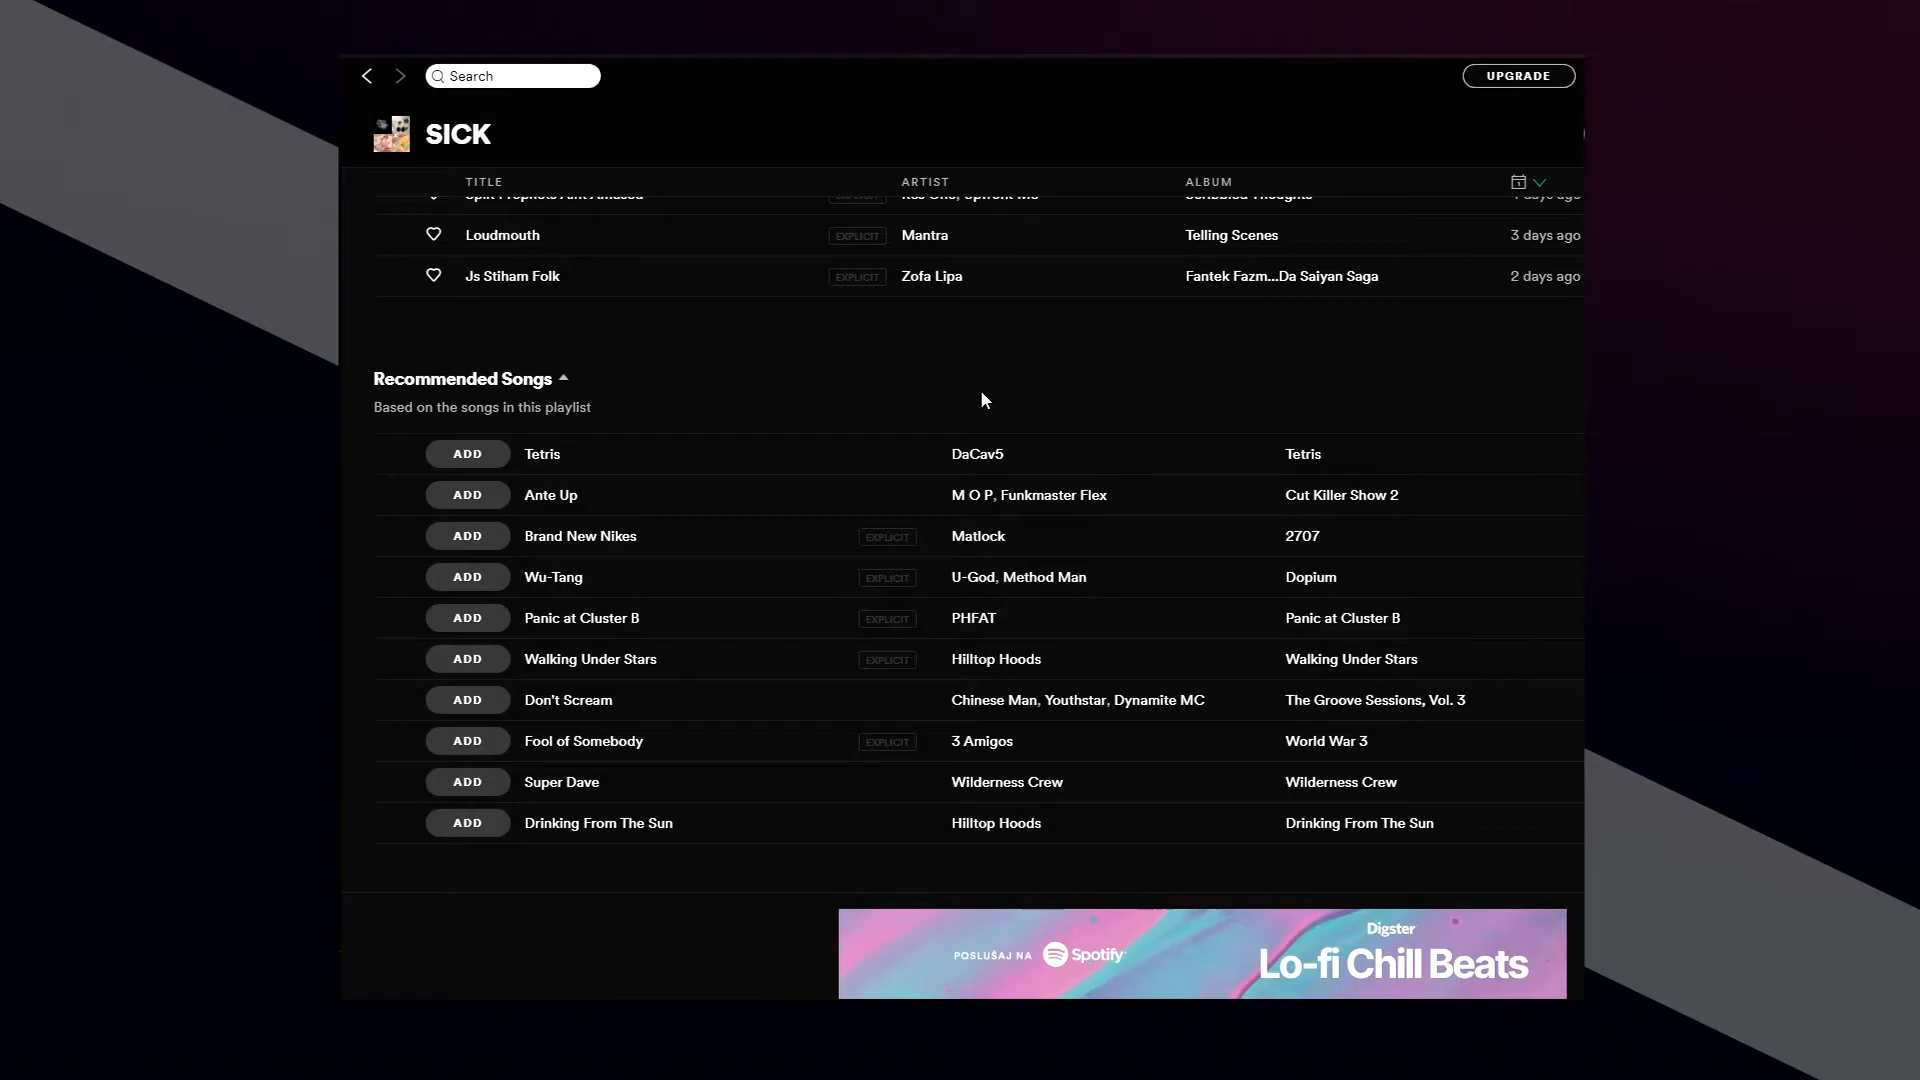 Search
UPGRADE
SICK
TITLE ARTIST ALBUM
Loudmouth EXPLICIT Mantra Telling Scenes 3 days ago
Js Stiham Folk EXPLICIT Zofa Lipa Fantek Fazm...Da Saiyan Saga 2 days ago
Recommended Songs
Based on the songs in this playlist
ADD Tetris DaCav5 Tetris
ADD Ante Up M O P, Funkmaster Flex Cut Killer Show 2
ADD Brand New Nikes EXPLICIT Matlock 2707
ADD Wu-Tang EXPLICIT U-God, Method Man Dopium
ADD Panic at Cluster B EXPLICIT PHFAT Panic at Cluster B
ADD Walking Under Stars EXPLICIT Hilltop Hoods Walking Under Stars
ADD Don't Scream Chinese Man, Youthstar, Dynamite MC The Groove Sessions, Vol. 3
ADD Fool of Somebody EXPLICIT 3 Amigos World War 3
ADD Super Dave Wilderness Crew Wilderness Crew
ADD Drinking From The Sun Hilltop Hoods Drinking From The Sun
Digster
POSLUŠAJ NA Spotify Lo-fi Chill Beats